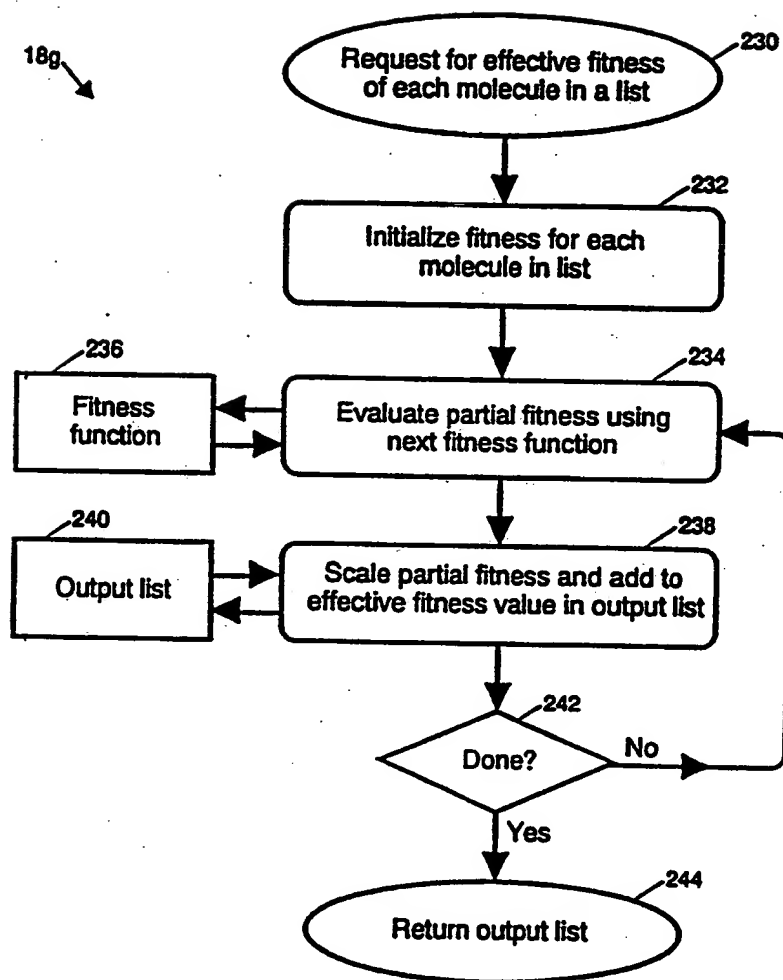 18g
230
Request for effective fitness
of each molecule in a list
232
Initialize fitness for each
molecule in list
236
234
Fitness
function
Evaluate partial fitness using
next fitness function
240
238
Output list
Scale partial fitness and add to
effective fitness value in output list
242
Done?
No
Yes
244
Return output list